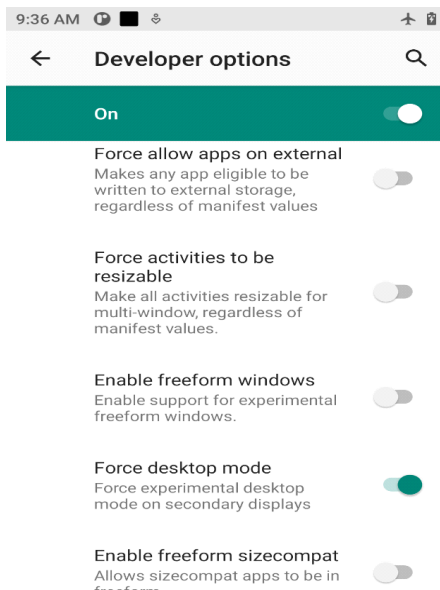 9:36 AM
Developer options
On
Force allow apps on external
Makes any app eligible to be
written to external storage,
regardless of manifest values
Force activities to be
resizable
Make all activities resizable for
multi-window, regardless of
manifest values.
Enable freeform windows
Enable support for experimental
freeform windows.
Force desktop mode
Force experimental desktop
mode on secondary displays
Enable freeform sizecompat
Allows sizecompat apps to be in